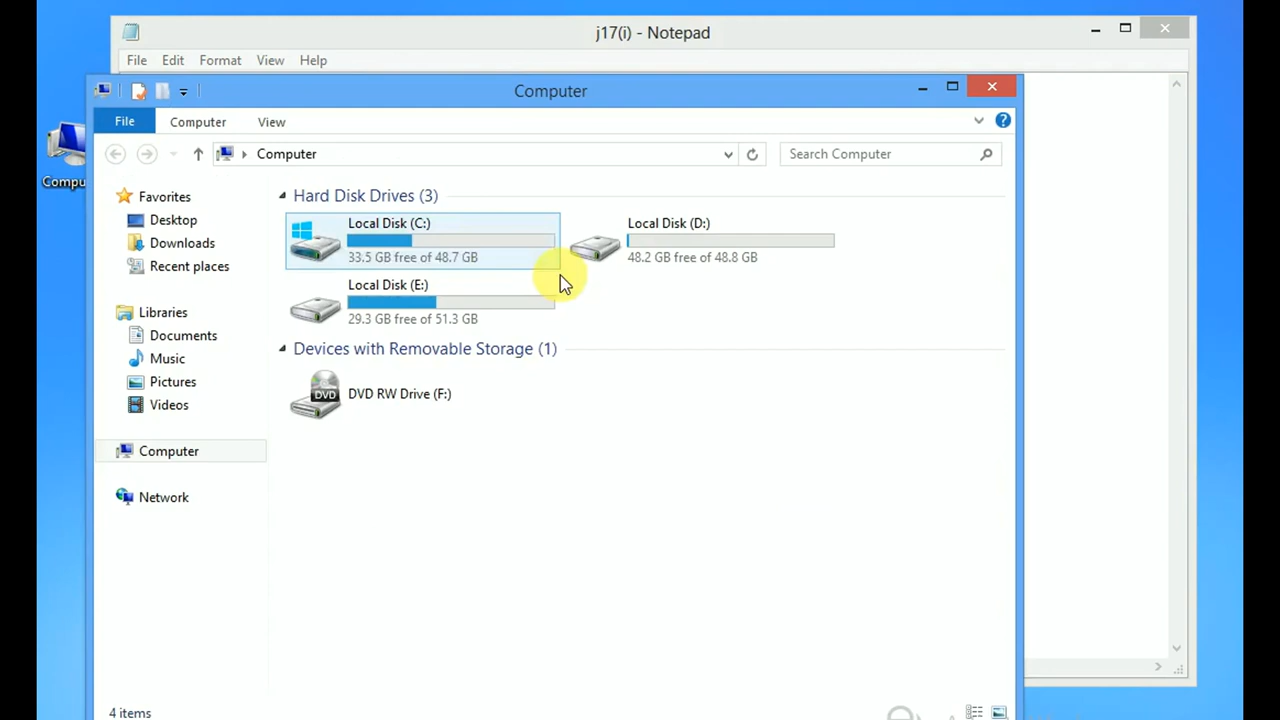 j17(i) - Notepad
File Edit Format View Help
Computer
File Computer View
Computer
Search Computer
Compu
Favorites
Desktop
Downloads
Recent places
Libraries
Documents
Music
Pictures
Videos
Computer
Network
Hard Disk Drives (3)
Local Disk (C:)
33.5 GB free of 48.7 GB
Local Disk (D:)
48.2 GB free of 48.8 GB
Local Disk (E:)
29.3 GB free of 51.3 GB
Devices with Removable Storage (1)
DVD
DVD RW Drive (F:)
4 items